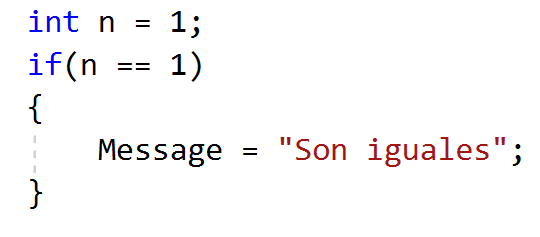 int n = 1;
if(n == 1)
{
    Message = "Son iguales";
}